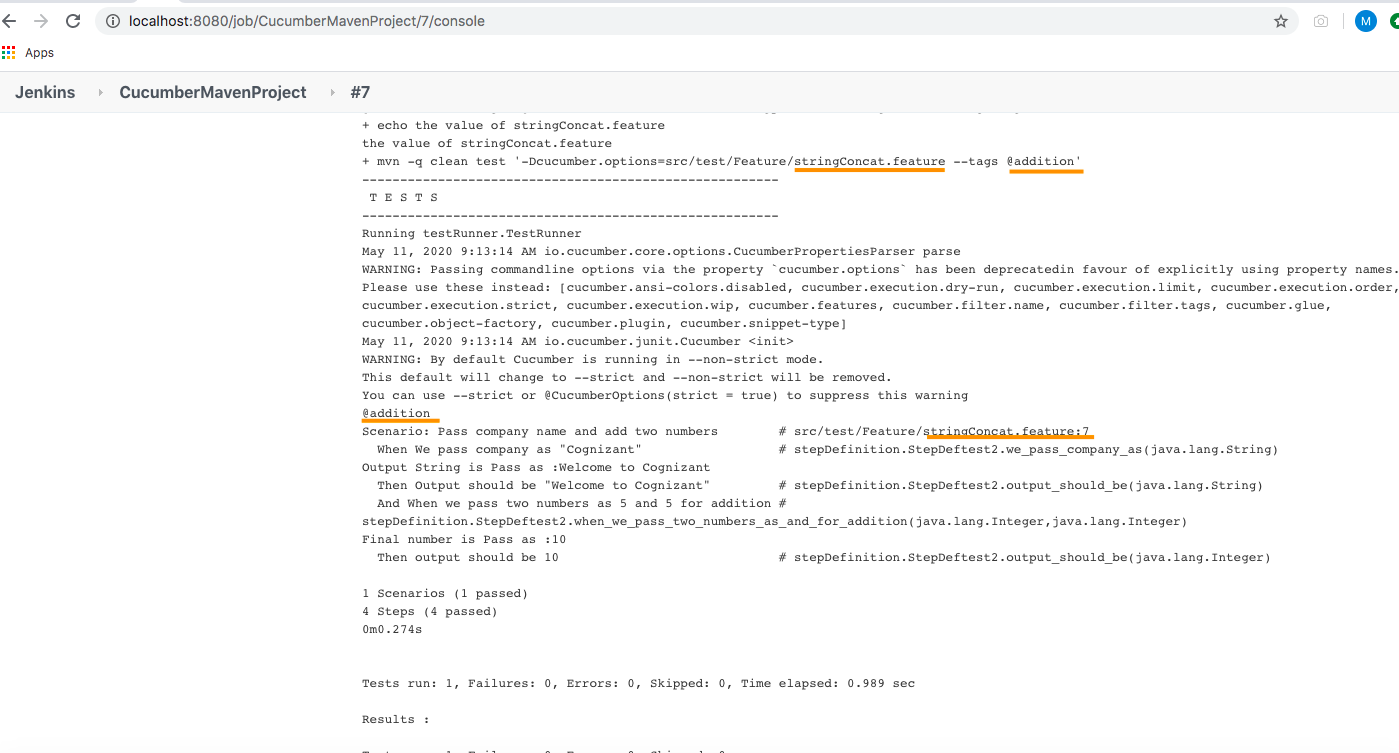 localhost:8080/job/CucumberMavenProject/7/console
M
Apps
Jenkins CucumberMavenProject #7
+ echo the value of stringConcat.feature
the value of stringConcat.feature
+ mvn -q clean test '-Dcucumber.options=src/test/Feature/stringConcat.feature --tags @addition'
-------------------------------------------------------
T E S T S
-------------------------------------------------------
Running testRunner.TestRunner
May 11, 2020 9:13:14 AM io.cucumber.core.options.CucumberPropertiesParser parse
WARNING: Passing commandline options via the property `cucumber.options` has been deprecatedin favour of explicitly using property names.
Please use these instead: [cucumber.ansi-colors.disabled, cucumber.execution.dry-run, cucumber.execution.limit, cucumber.execution.order,
cucumber.execution.strict, cucumber.execution.wip, cucumber.features, cucumber.filter.name, cucumber.filter.tags, cucumber.glue,
cucumber.object-factory, cucumber.plugin, cucumber.snippet-type]
May 11, 2020 9:13:14 AM io.cucumber.junit.Cucumber <init>
WARNING: By default Cucumber is running in --non-strict mode.
This default will change to --strict and --non-strict will be removed.
You can use --strict or @CucumberOptions(strict = true) to suppress this warning
@addition
Scenario: Pass company name and add two numbers # src/test/Feature/stringConcat.feature:7
When We pass company as "Cognizant" # stepDefinition.StepDeftest2.we_pass_company_as(java.lang.String)
Output String is Pass as :Welcome to Cognizant
Then Output should be "Welcome to Cognizant" # stepDefinition.StepDeftest2.output_should_be(java.lang.String)
And When we pass two numbers as 5 and 5 for addition #
stepDefinition.StepDeftest2.when_we_pass_two_numbers_as_and_for_addition(java.lang.Integer,java.lang.Integer)
Final number is Pass as :10
Then output should be 10 # stepDefinition.StepDeftest2.output_should_be(java.lang.Integer)
1 Scenarios (1 passed)
4 Steps (4 passed)
0m0.274s
Tests run: 1, Failures: 0, Errors: 0, Skipped: 0, Time elapsed: 0.989 sec
Results :